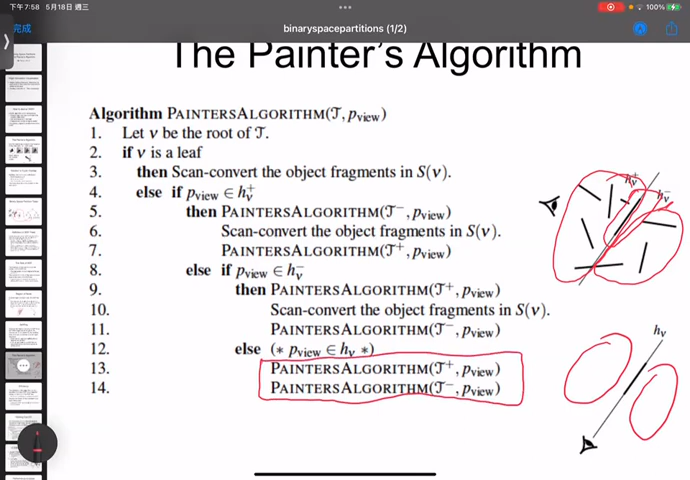 下午7:58 5月18日 週三
100%
完成
binaryspacepartitions (1/2)
The Painter's Algorithm
Algorithm PAINTERSALGORITHM(𝒯, p_view)
1. Let ν be the root of 𝒯.
2. if ν is a leaf
3. then Scan-convert the object fragments in S(ν).
4. else if p_view ∈ h_ν^+
5. then PAINTERSALGORITHM(𝒯^−, p_view)
6. Scan-convert the object fragments in S(ν).
7. PAINTERSALGORITHM(𝒯^+, p_view)
8. else if p_view ∈ h_ν^−
9. then PAINTERSALGORITHM(𝒯^+, p_view)
10. Scan-convert the object fragments in S(ν).
11. PAINTERSALGORITHM(𝒯^−, p_view)
12. else (* p_view ∈ h_ν *)
13. PAINTERSALGORITHM(𝒯^+, p_view)
14. PAINTERSALGORITHM(𝒯^−, p_view)
h_ν^+
h_ν^−
h_ν